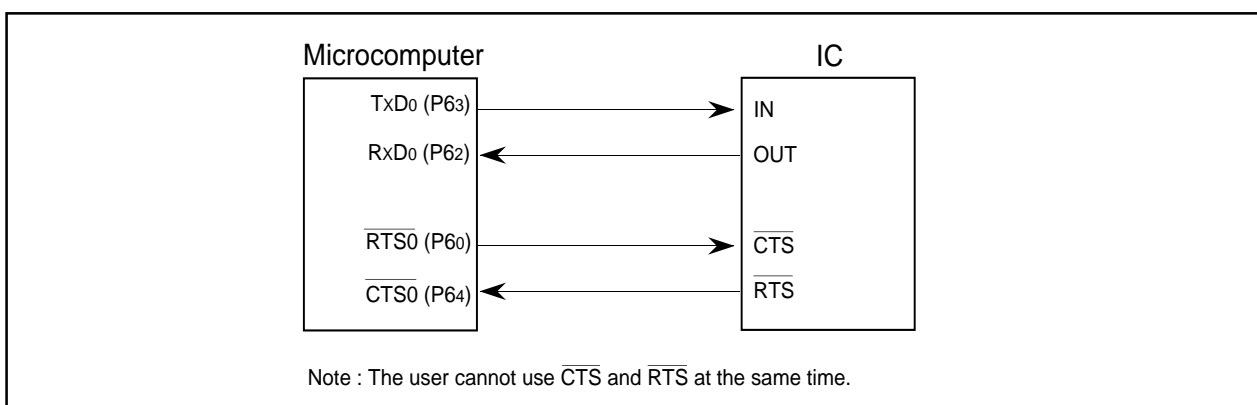 Microcomputer
IC
TxD0 (P63)
IN
RxD0 (P62)
OUT
RTS0 (P60)
CTS
CTS0 (P64)
RTS
Note : The user cannot use CTS and RTS at the same time.